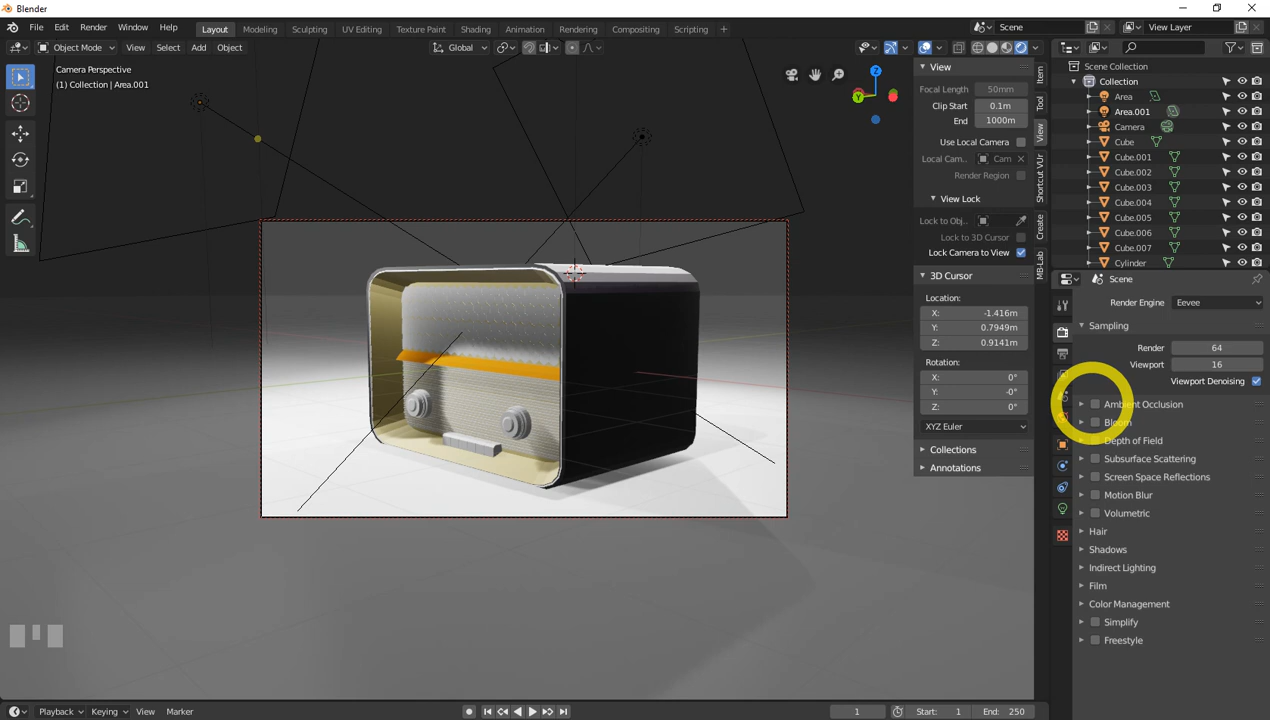 Blender
File Edit Render Window Help Layout Modeling Sculpting UV Editing Texture Paint Shading Animation Rendering Compositing Scripting + Scene View Layer
Object Mode View Select Add Object Global
Camera Perspective
(1) Collection | Area.001
View
Focal Length 50mm
Clip Start 0.1m
End 1000m
Use Local Camera
Local Cam.. Cam
Render Region
View Lock
Lock to Obj..
Lock to 3D Cursor
Lock Camera to View
3D Cursor
Location:
X: -1.416m
Y: 0.7949m
Z: 0.9141m
Rotation:
X: 0°
Y: -0°
Z: 0°
XYZ Euler
Collections
Annotations
Item
Tool
View
Shortcut VUr
Create
MB-Lab
Scene Collection
Collection
Area
Area.001
Camera
Cube
Cube.001
Cube.002
Cube.003
Cube.004
Cube.005
Cube.006
Cube.007
Cylinder
Scene
Render Engine Eevee
Sampling
Render 64
Viewport 16
Viewport Denoising
Ambient Occlusion
Bloom
Depth of Field
Subsurface Scattering
Screen Space Reflections
Motion Blur
Volumetric
Hair
Shadows
Indirect Lighting
Film
Color Management
Simplify
Freestyle
Playback Keying View Marker 1 Start: 1 End: 250